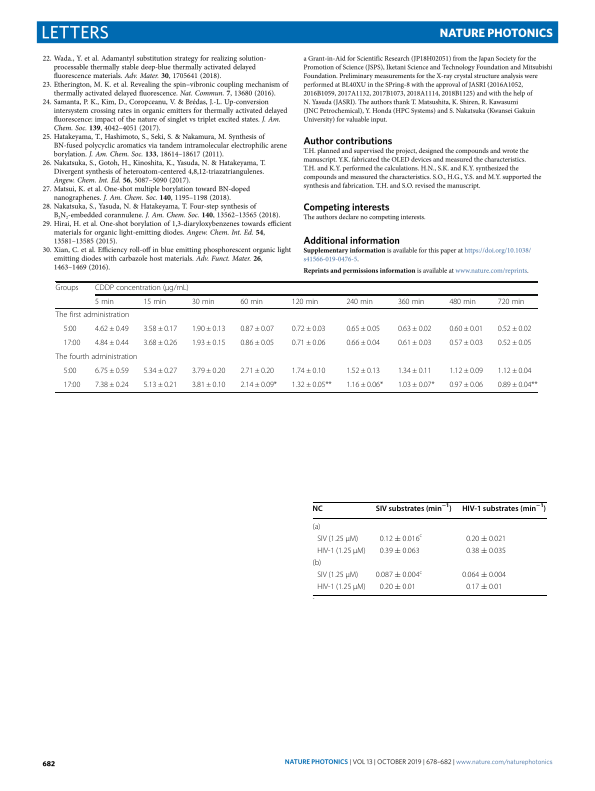 LETTERS
NATURE PHOTONICS
22. Wada., Y. et al. Adamantyl substitution strategy for realizing solution-
processable thermally stable deep-blue thermally activated delayed
fluorescence materials. Adv. Mater. 30, 1705641 (2018).
23. Etherington, M. K. et al. Revealing the spin–vibronic coupling mechanism of
thermally activated delayed fluorescence. Nat. Commun. 7, 13680 (2016).
24. Samanta, P. K., Kim, D., Coropceanu, V. & Brédas, J.-L. Up-conversion
intersystem crossing rates in organic emitters for thermally activated delayed
fluorescence: impact of the nature of singlet vs triplet excited states. J. Am.
Chem. Soc. 139, 4042–4051 (2017).
25. Hatakeyama, T., Hashimoto, S., Seki, S. & Nakamura, M. Synthesis of
BN-fused polycyclic aromatics via tandem intramolecular electrophilic arene
borylation. J. Am. Chem. Soc. 133, 18614–18617 (2011).
26. Nakatsuka, S., Gotoh, H., Kinoshita, K., Yasuda, N. & Hatakeyama, T.
Divergent synthesis of heteroatom-centered 4,8,12-triazatriangulenes.
Angew. Chem. Int. Ed. 56, 5087–5090 (2017).
27. Matsui, K. et al. One-shot multiple borylation toward BN-doped
nanographenes. J. Am. Chem. Soc. 140, 1195–1198 (2018).
28. Nakatsuka, S., Yasuda, N. & Hatakeyama, T. Four-step synthesis of
B₂N₂-embedded corannulene. J. Am. Chem. Soc. 140, 13562–13565 (2018).
29. Hirai, H. et al. One-shot borylation of 1,3-diaryloxybenzenes towards efficient
materials for organic light-emitting diodes. Angew. Chem. Int. Ed. 54,
13581–13585 (2015).
30. Xian, C. et al. Efficiency roll-off in blue emitting phosphorescent organic light
emitting diodes with carbazole host materials. Adv. Funct. Mater. 26,
1463–1469 (2016).
a Grant-in-Aid for Scientific Research (JP18H02051) from the Japan Society for the
Promotion of Science (JSPS), Iketani Science and Technology Foundation and Mitsubishi
Foundation. Preliminary measurements for the X-ray crystal structure analysis were
performed at BL40XU in the SPring-8 with the approval of JASRI (2016A1052,
2016B1059, 2017A1132, 2017B1073, 2018A1114, 2018B1125) and with the help of
N. Yasuda (JASRI). The authors thank T. Matsushita, K. Shiren, R. Kawasumi
(JNC Petrochemical), Y. Honda (HPC Systems) and S. Nakatsuka (Kwansei Gakuin
University) for valuable input.
Author contributions
T.H. planned and supervised the project, designed the compounds and wrote the
manuscript. Y.K. fabricated the OLED devices and measured the characteristics.
T.H. and K.Y. performed the calculations. H.N., S.K. and K.Y. synthesized the
compounds and measured the characteristics. S.O., H.G., Y.S. and M.Y. supported the
synthesis and fabrication. T.H. and S.O. revised the manuscript.
Competing interests
The authors declare no competing interests.
Additional information
Supplementary information is available for this paper at https://doi.org/10.1038/
s41566-019-0476-5.
Reprints and permissions information is available at www.nature.com/reprints.
Groups CDDP concentration (µg/mL)
5 min 15 min 30 min 60 min 120 min 240 min 360 min 480 min 720 min
The first administration
5:00 4.62 ± 0.49 3.58 ± 0.17 1.90 ± 0.13 0.87 ± 0.07 0.72 ± 0.03 0.65 ± 0.05 0.63 ± 0.02 0.60 ± 0.01 0.52 ± 0.02
17:00 4.84 ± 0.44 3.68 ± 0.26 1.93 ± 0.15 0.86 ± 0.05 0.71 ± 0.06 0.66 ± 0.04 0.61 ± 0.03 0.57 ± 0.03 0.52 ± 0.05
The fourth administration
5:00 6.75 ± 0.59 5.34 ± 0.27 3.79 ± 0.20 2.71 ± 0.20 1.74 ± 0.10 1.52 ± 0.13 1.34 ± 0.11 1.12 ± 0.09 1.12 ± 0.04
17:00 7.38 ± 0.24 5.13 ± 0.21 3.81 ± 0.10 2.14 ± 0.09* 1.32 ± 0.05** 1.16 ± 0.06* 1.03 ± 0.07* 0.97 ± 0.06 0.89 ± 0.04**
NC SIV substrates (min⁻¹) HIV-1 substrates (min⁻¹)
(a)
SIV (1.25 µM) 0.12 ± 0.016ᶜ 0.20 ± 0.021
HIV-1 (1.25 µM) 0.39 ± 0.063 0.38 ± 0.035
(b)
SIV (1.25 µM) 0.087 ± 0.004ᶜ 0.064 ± 0.004
HIV-1 (1.25 µM) 0.20 ± 0.01 0.17 ± 0.01
682
NATURE PHOTONICS | VOL 13 | OCTOBER 2019 | 678–682 | www.nature.com/naturephotonics